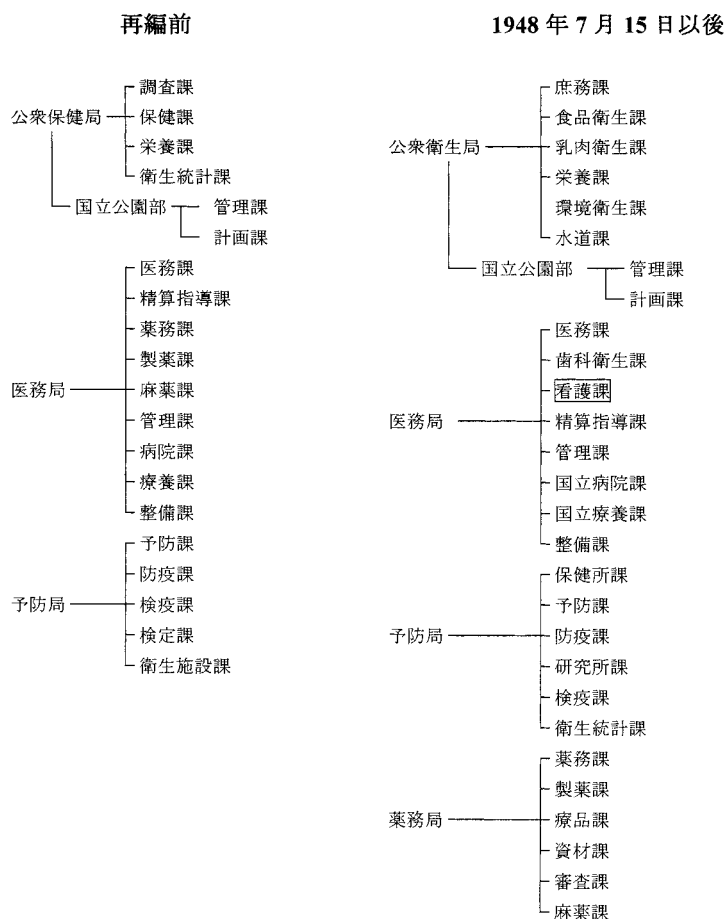 再編前
公衆保健局
調査課
保健課
栄養課
衛生統計課
国立公園部
管理課
計画課
医務局
医務課
精算指導課
薬務課
製薬課
麻薬課
管理課
病院課
療養課
整備課
予防局
予防課
防疫課
検疫課
検定課
衛生施設課
1948年7月15日以後
公衆衛生局
庶務課
食品衛生課
乳肉衛生課
栄養課
環境衛生課
水道課
国立公園部
管理課
計画課
医務局
医務課
歯科衛生課
看護課
精算指導課
管理課
国立病院課
国立療養課
整備課
予防局
保健所課
予防課
防疫課
研究所課
検疫課
衛生統計課
薬務局
薬務課
製薬課
療品課
資材課
審査課
麻薬課